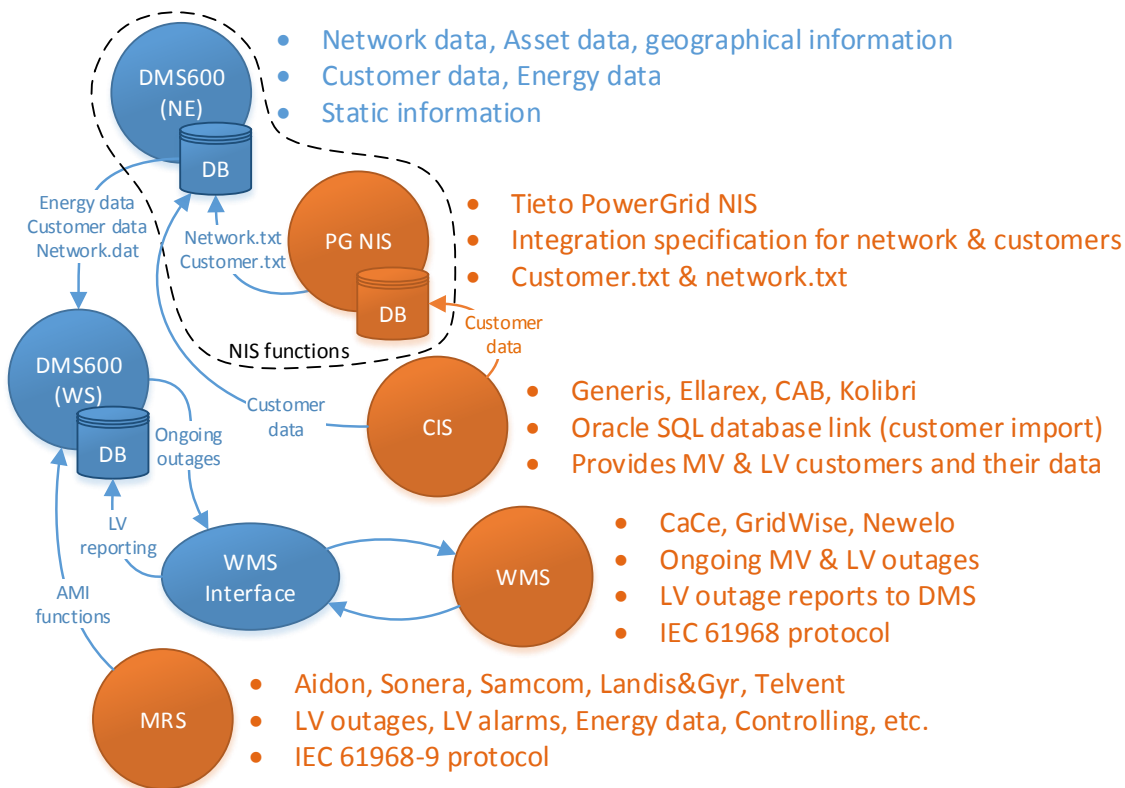 DMS600
(NE)
DB
• Network data, Asset data, geographical information
• Customer data, Energy data
• Static information
Energy data
Customer data
Network.dat
Network.txt
Customer.txt
PG NIS
DB
• Tieto PowerGrid NIS
• Integration specification for network & customers
• Customer.txt & network.txt
NIS functions
Customer
data
DMS600
(WS)
DB
Ongoing
outages
Customer
data
CIS
• Generis, Ellarex, CAB, Kolibri
• Oracle SQL database link (customer import)
• Provides MV & LV customers and their data
LV
reporting
WMS
Interface
WMS
• CaCe, GridWise, Newelo
• Ongoing MV & LV outages
• LV outage reports to DMS
• IEC 61968 protocol
AMI
functions
MRS
• Aidon, Sonera, Samcom, Landis&Gyr, Telvent
• LV outages, LV alarms, Energy data, Controlling, etc.
• IEC 61968-9 protocol